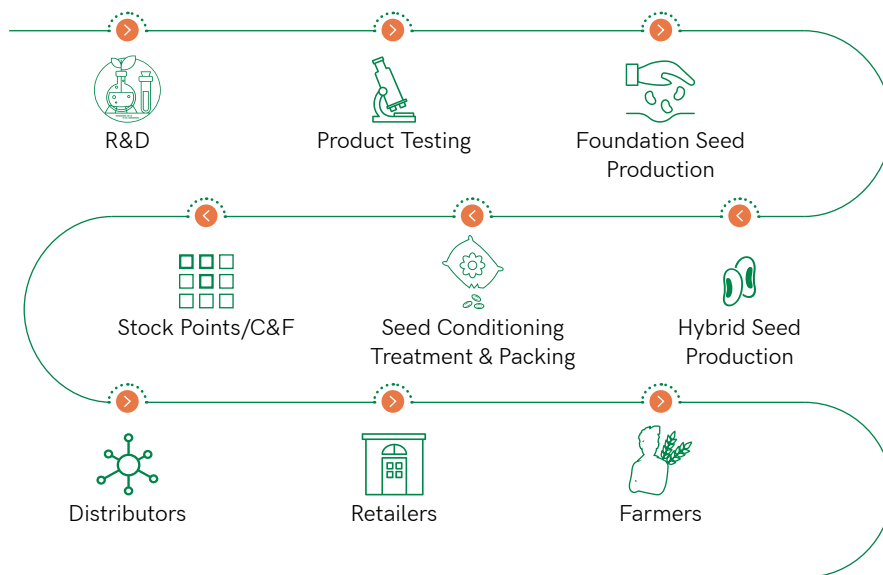 R&D
Product Testing
Foundation Seed
Production
Stock Points/C&F
Seed Conditioning
Treatment & Packing
Hybrid Seed
Production
Distributors
Retailers
Farmers